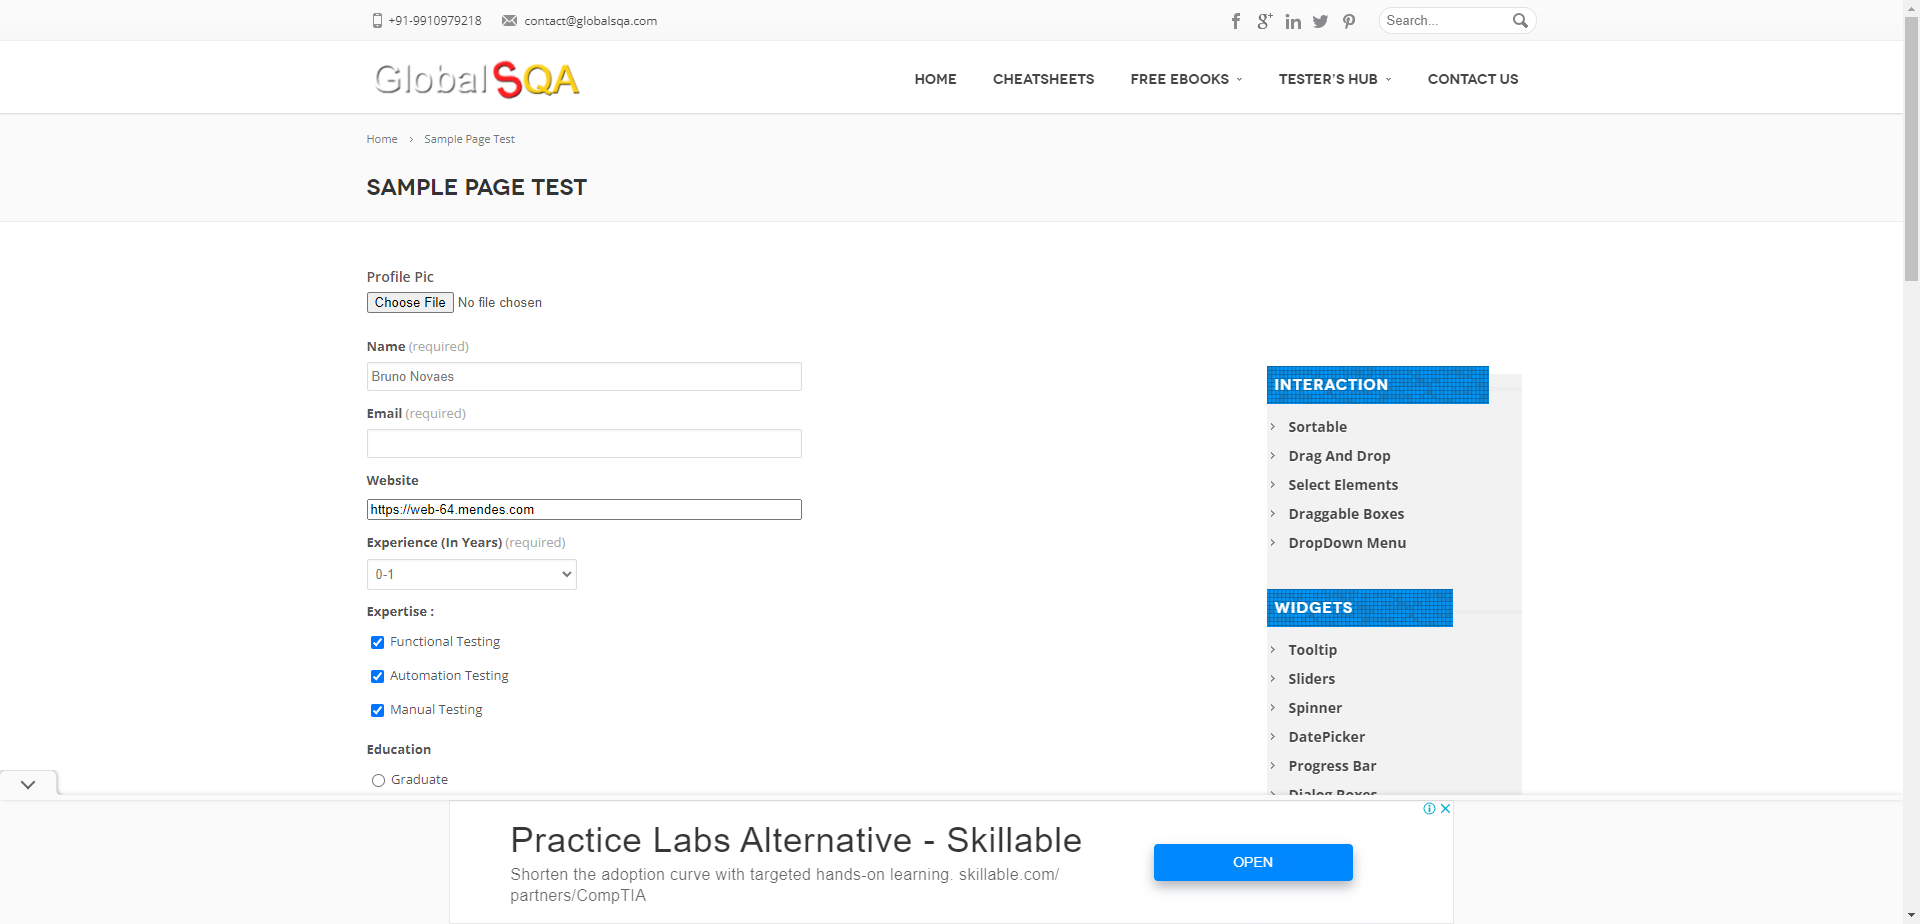 +91-9910979218 contact@globalsqa.com Search...
GlobalSQA
HOME CHEATSHEETS FREE EBOOKS TESTER'S HUB CONTACT US
Home › Sample Page Test
SAMPLE PAGE TEST
Profile Pic
Choose File No file chosen
Name (required)
Bruno Novaes
Email (required)
Website
https://web-64.mendes.com
Experience (In Years) (required)
0-1
Expertise :
Functional Testing
Automation Testing
Manual Testing
Education
Graduate
INTERACTION
Sortable
Drag And Drop
Select Elements
Draggable Boxes
DropDown Menu
WIDGETS
Tooltip
Sliders
Spinner
DatePicker
Progress Bar
Dialog Boxes
Practice Labs Alternative - Skillable
Shorten the adoption curve with targeted hands-on learning. skillable.com/
partners/CompTIA
OPEN